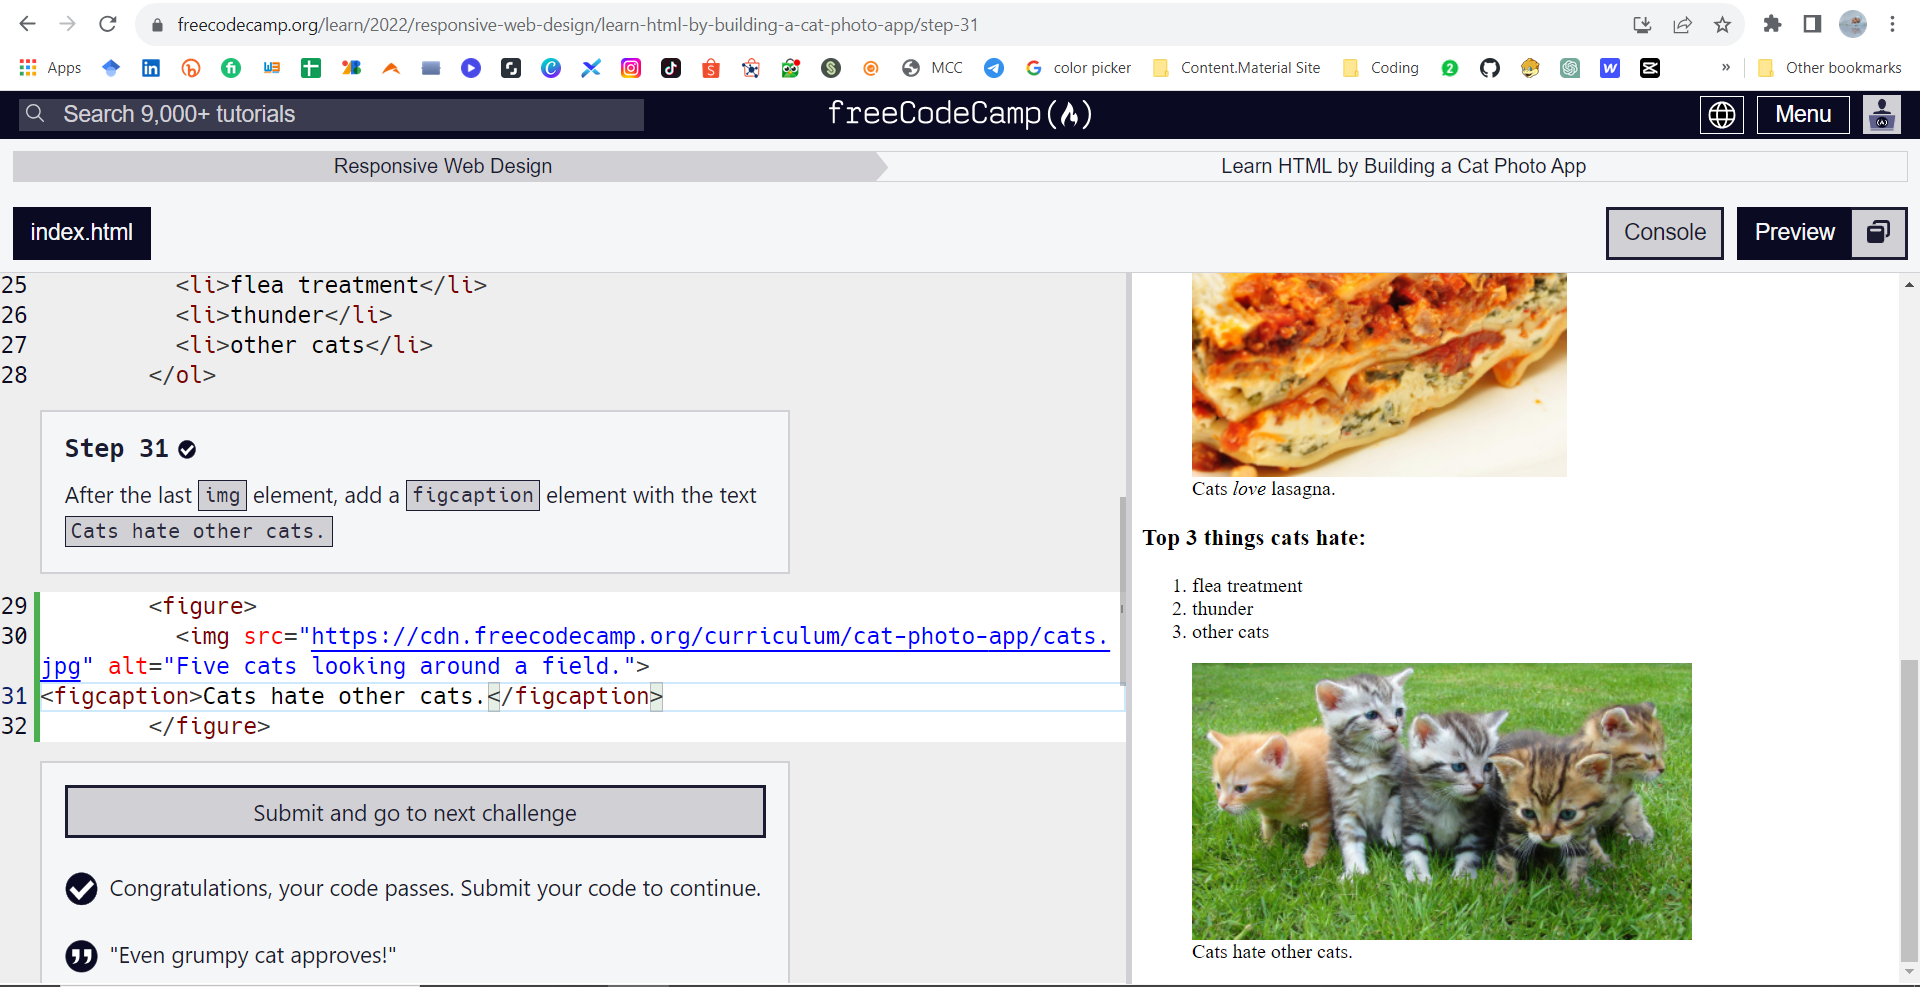 freecodecamp.org/learn/2022/responsive-web-design/learn-html-by-building-a-cat-photo-app/step-31
Apps
MCC
color picker
Content.Material Site
Coding
»
Other bookmarks
Search 9,000+ tutorials
freeCodeCamp
Menu
Responsive Web Design
Learn HTML by Building a Cat Photo App
index.html
Console
Preview
25 <li>flea treatment</li>
26 <li>thunder</li>
27 <li>other cats</li>
28 </ol>
Step 31
After the last img element, add a figcaption element with the text
Cats hate other cats.
29 <figure>
30 <img src="https://cdn.freecodecamp.org/curriculum/cat-photo-app/cats.
jpg" alt="Five cats looking around a field.">
31 <figcaption>Cats hate other cats.</figcaption>
32 </figure>
Submit and go to next challenge
Congratulations, your code passes. Submit your code to continue.
"Even grumpy cat approves!"
Cats love lasagna.
Top 3 things cats hate:
1. flea treatment
2. thunder
3. other cats
Cats hate other cats.